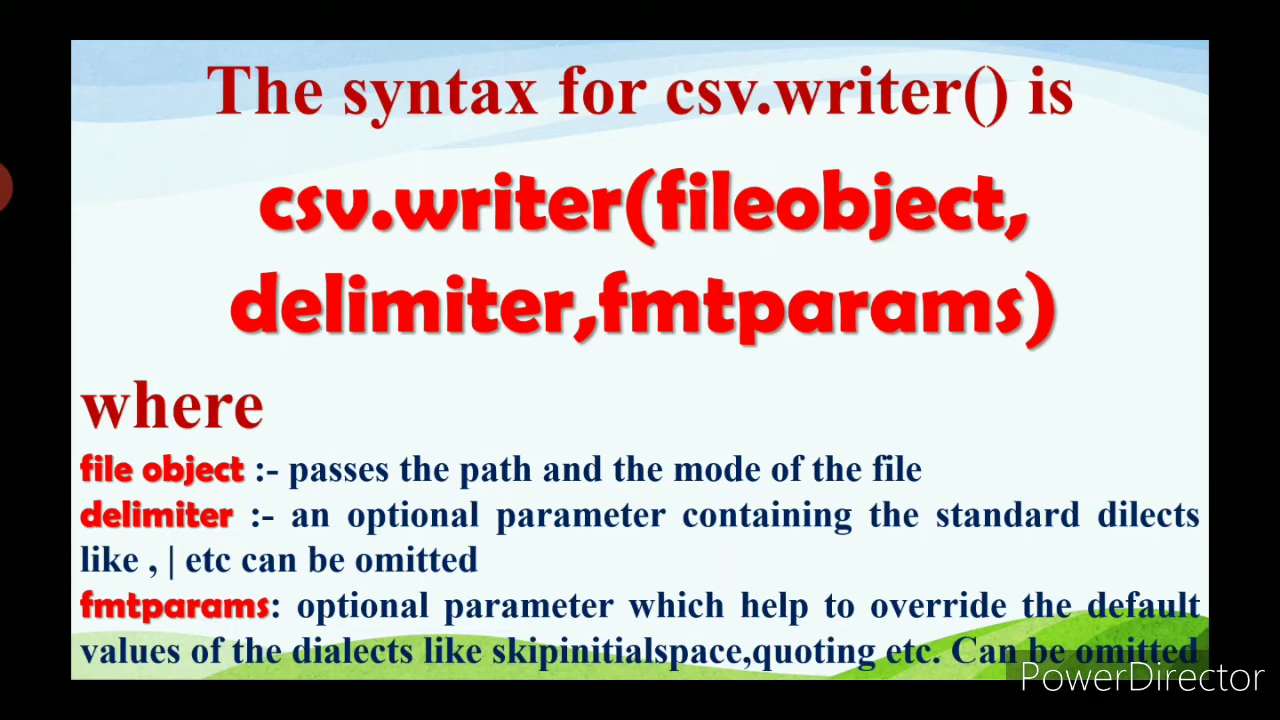 The syntax for csv.writer() is
csv.writer(fileobject,
delimiter,fmtparams)
where
file object :- passes the path and the mode of the file
delimiter :- an optional parameter containing the standard dilects
like , | etc can be omitted
fmtparams: optional parameter which help to override the default
values of the dialects like skipinitialspace,quoting etc. Can be omitted
PowerDirector